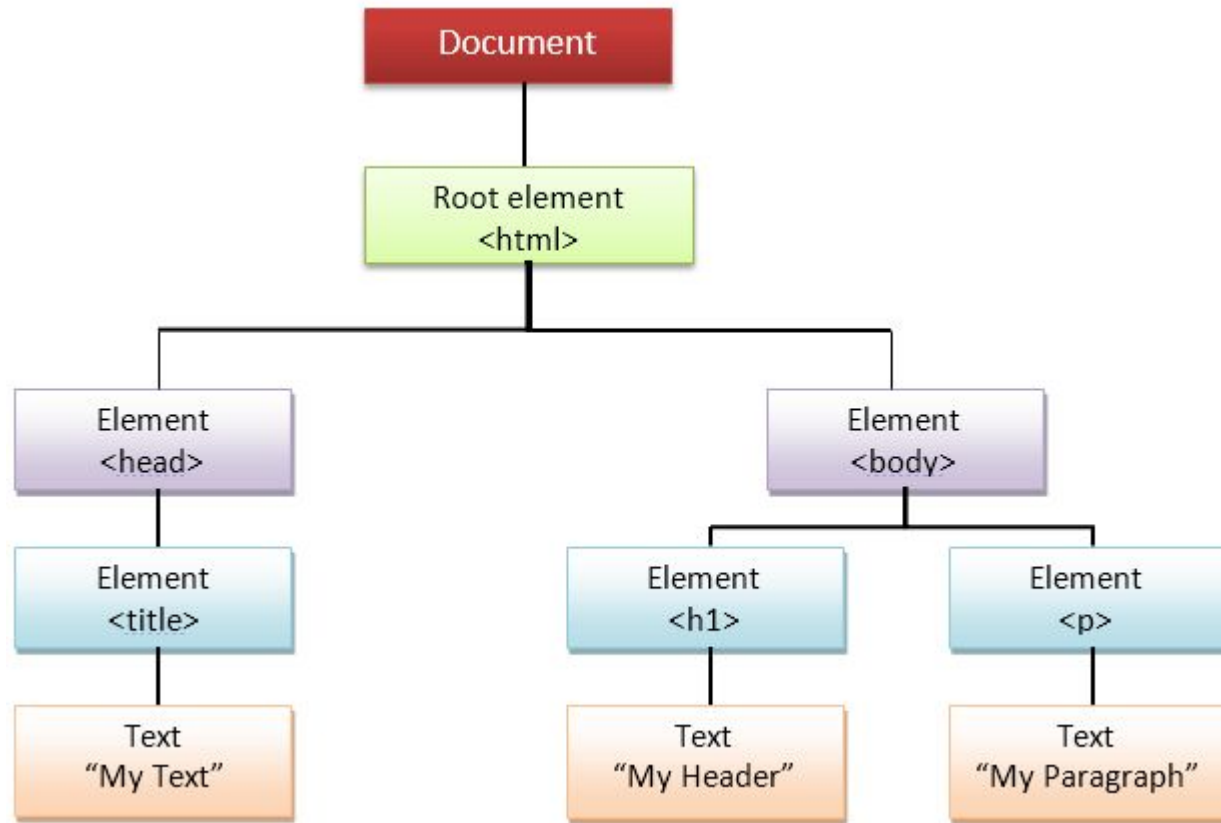 Document
Root element
<html>
Element
<head>
Element
<body>
Element
<title>
Element
<h1>
Element
<p>
Text
“My Text”
Text
“My Header”
Text
“My Paragraph”